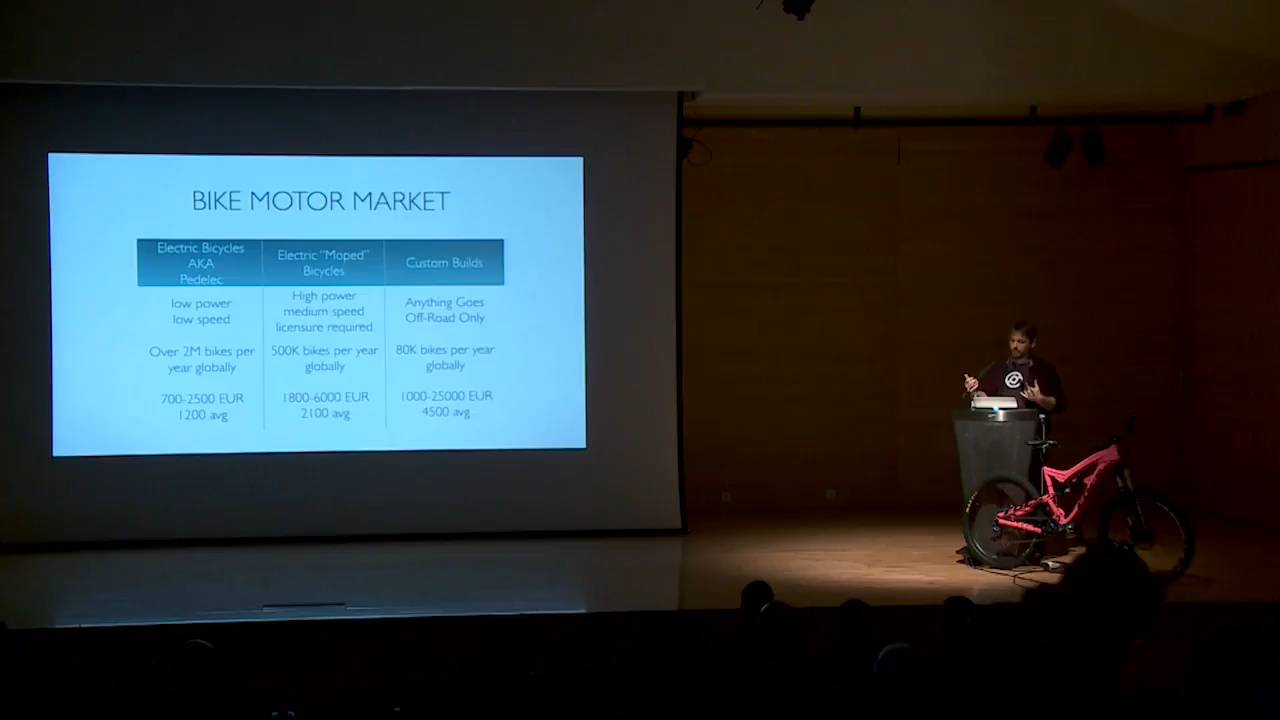 BIKE MOTOR MARKET
Electric Bicycles
AKA
Pedelec
Electric "Moped"
Bicycles
Custom Builds
low power
low speed
High power
medium speed
licensure required
Anything Goes
Off-Road Only
Over 2M bikes per
year globally
500K bikes per year
globally
80K bikes per year
globally
700-2500 EUR
1200 avg
1800-6000 EUR
2100 avg
1000-25000 EUR
4500 avg